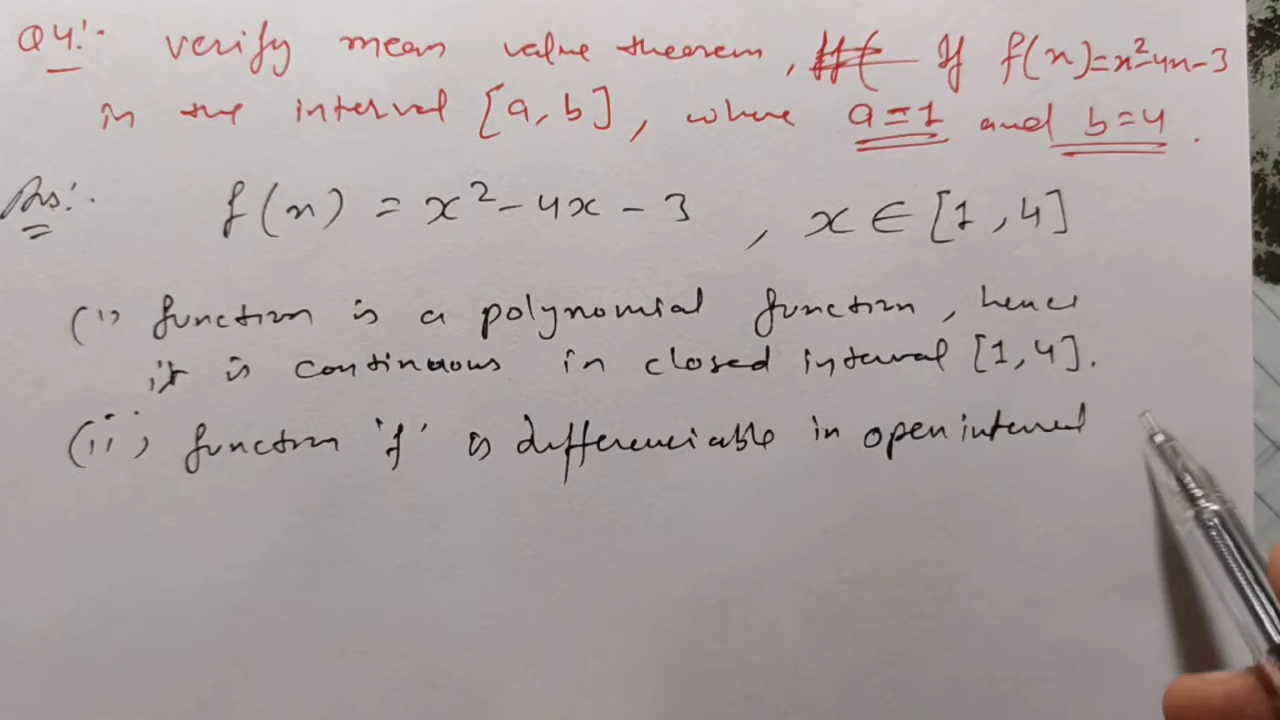 Q4:- verify mean value theorem, If f(x)=x²-4x-3
in the interval [a,b], where a=1 and b=4.
Ans:- f(x) = x²-4x-3 , x∈[1,4]
(i) function is a polynomial function, hence
it is continuous in closed interval [1,4].
(ii) function 'f' is differenciable in open interval